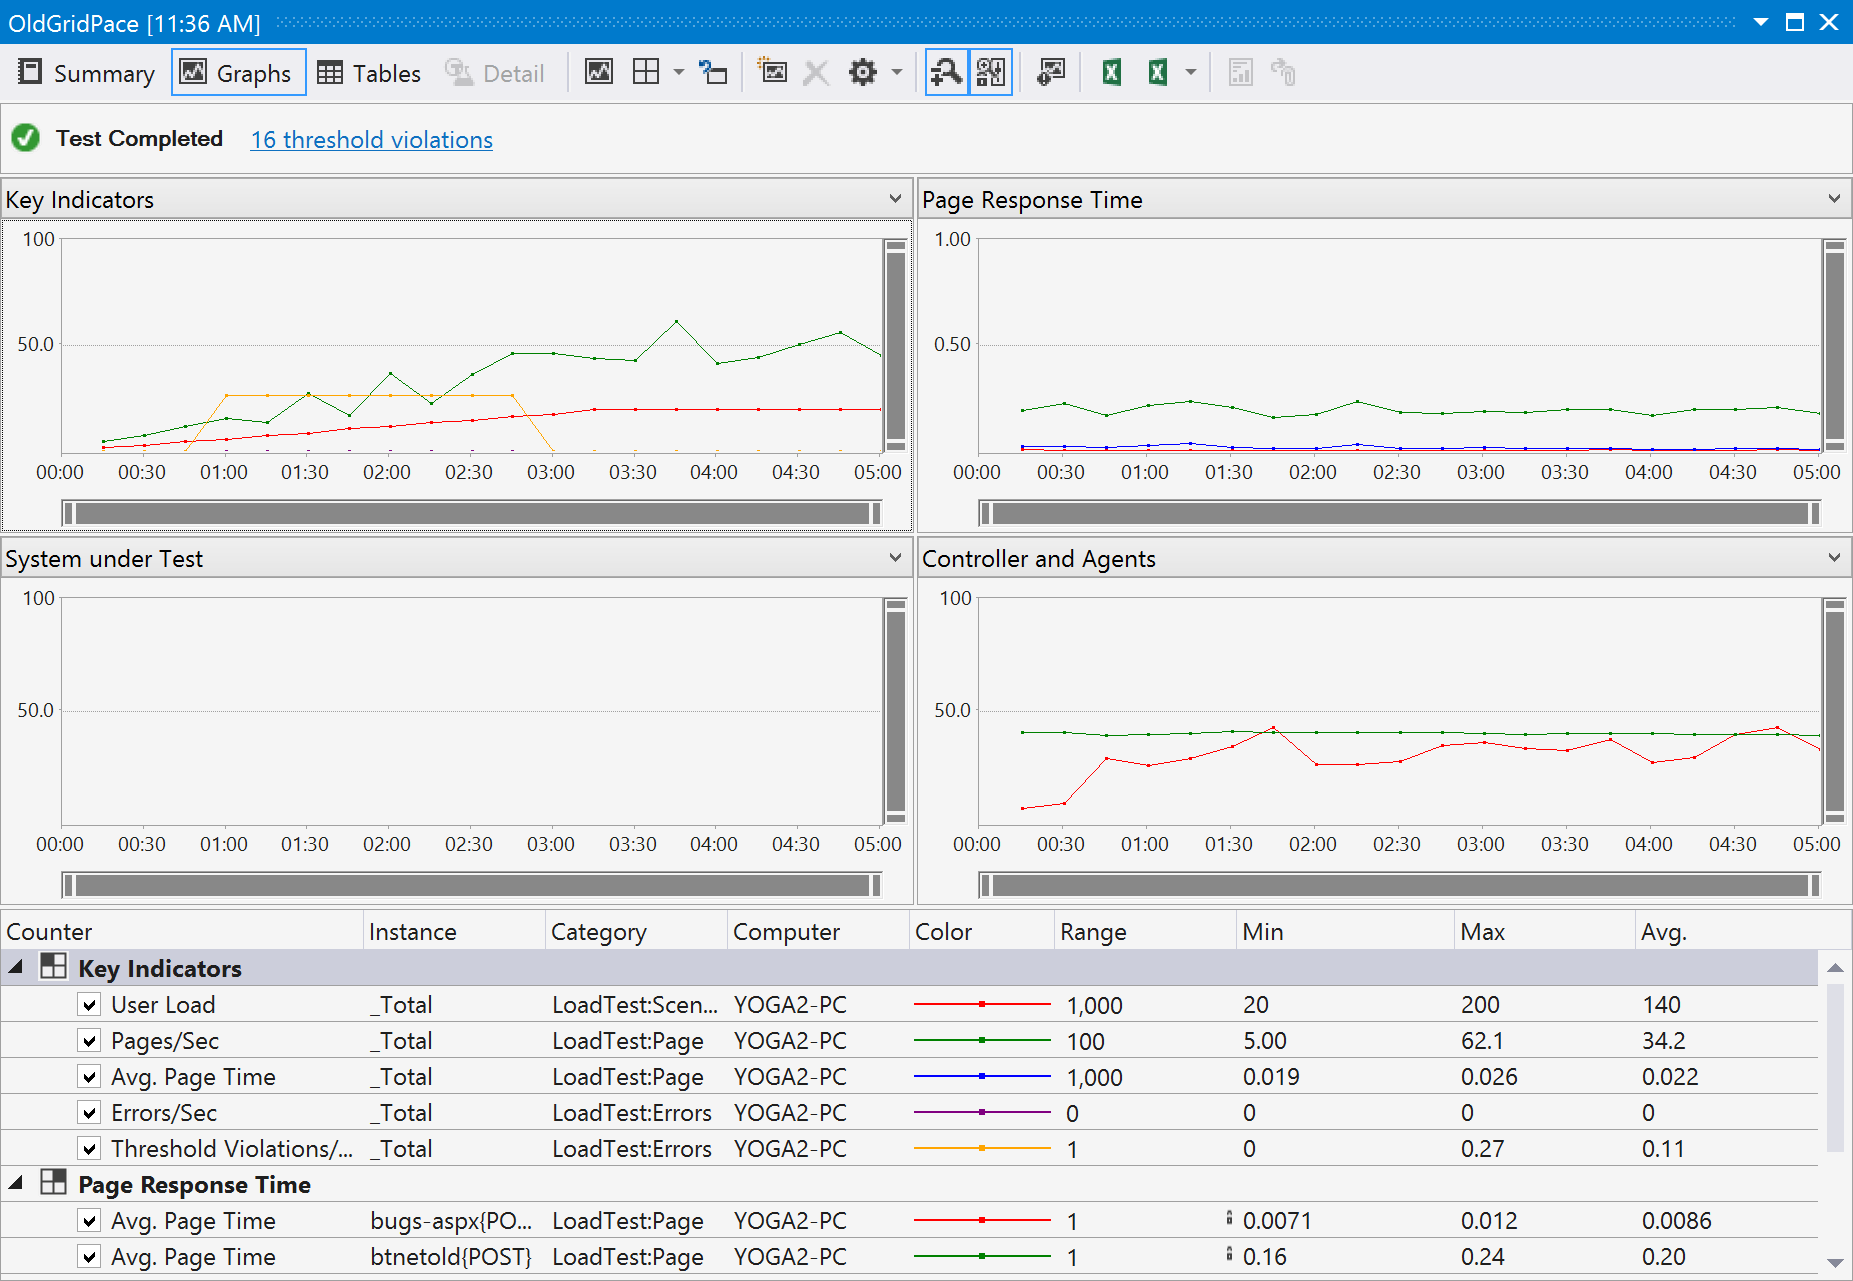 OldGridPace [11:36 AM]
Summary Graphs Tables Detail
Test Completed 16 threshold violations
Key Indicators
100
50.0
00:00 00:30 01:00 01:30 02:00 02:30 03:00 03:30 04:00 04:30 05:00
Page Response Time
1.00
0.50
00:00 00:30 01:00 01:30 02:00 02:30 03:00 03:30 04:00 04:30 05:00
System under Test
100
50.0
00:00 00:30 01:00 01:30 02:00 02:30 03:00 03:30 04:00 04:30 05:00
Controller and Agents
100
50.0
00:00 00:30 01:00 01:30 02:00 02:30 03:00 03:30 04:00 04:30 05:00
Counter Instance Category Computer Color Range Min Max Avg.
Key Indicators
User Load _Total LoadTest:Scen... YOGA2-PC 1,000 20 200 140
Pages/Sec _Total LoadTest:Page YOGA2-PC 100 5.00 62.1 34.2
Avg. Page Time _Total LoadTest:Page YOGA2-PC 1,000 0.019 0.026 0.022
Errors/Sec _Total LoadTest:Errors YOGA2-PC 0 0 0 0
Threshold Violations/... _Total LoadTest:Errors YOGA2-PC 1 0 0.27 0.11
Page Response Time
Avg. Page Time bugs-aspx{PO... LoadTest:Page YOGA2-PC 1 0.0071 0.012 0.0086
Avg. Page Time btnetold{POST} LoadTest:Page YOGA2-PC 1 0.16 0.24 0.20